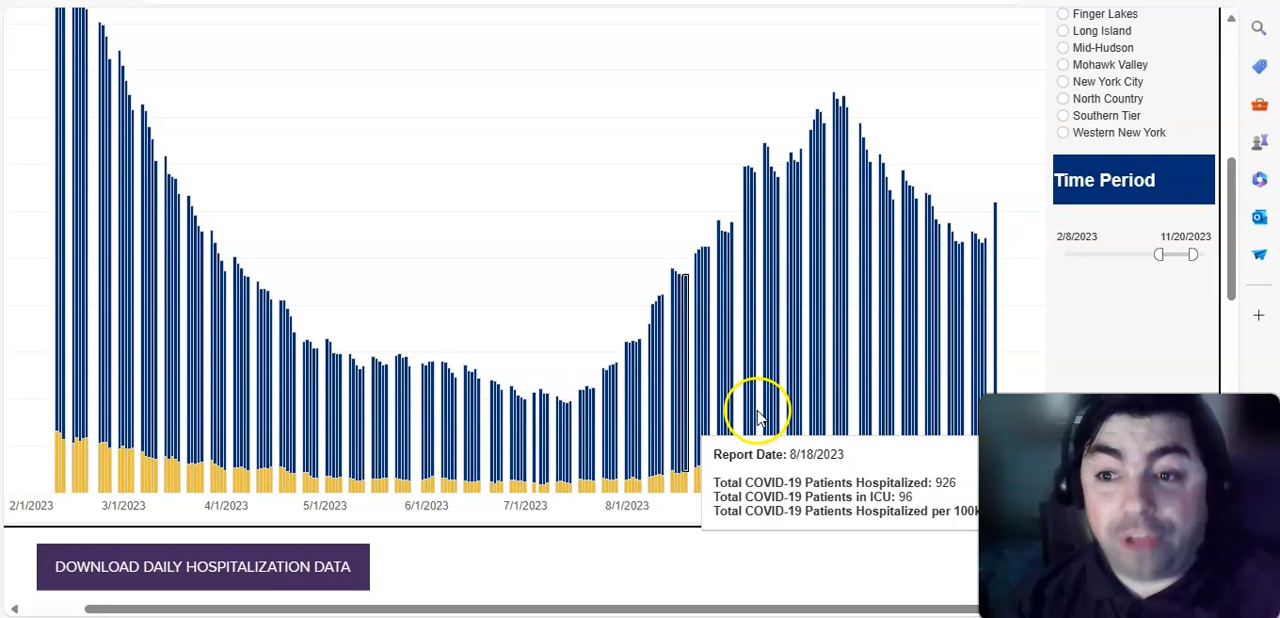 Finger Lakes
Long Island
Mid-Hudson
Mohawk Valley
New York City
North Country
Southern Tier
Western New York
Time Period
2/8/2023 11/20/2023
Report Date: 8/18/2023
Total COVID-19 Patients Hospitalized: 926
Total COVID-19 Patients in ICU: 96
Total COVID-19 Patients Hospitalized per 100k
2/1/2023 3/1/2023 4/1/2023 5/1/2023 6/1/2023 7/1/2023 8/1/2023
DOWNLOAD DAILY HOSPITALIZATION DATA